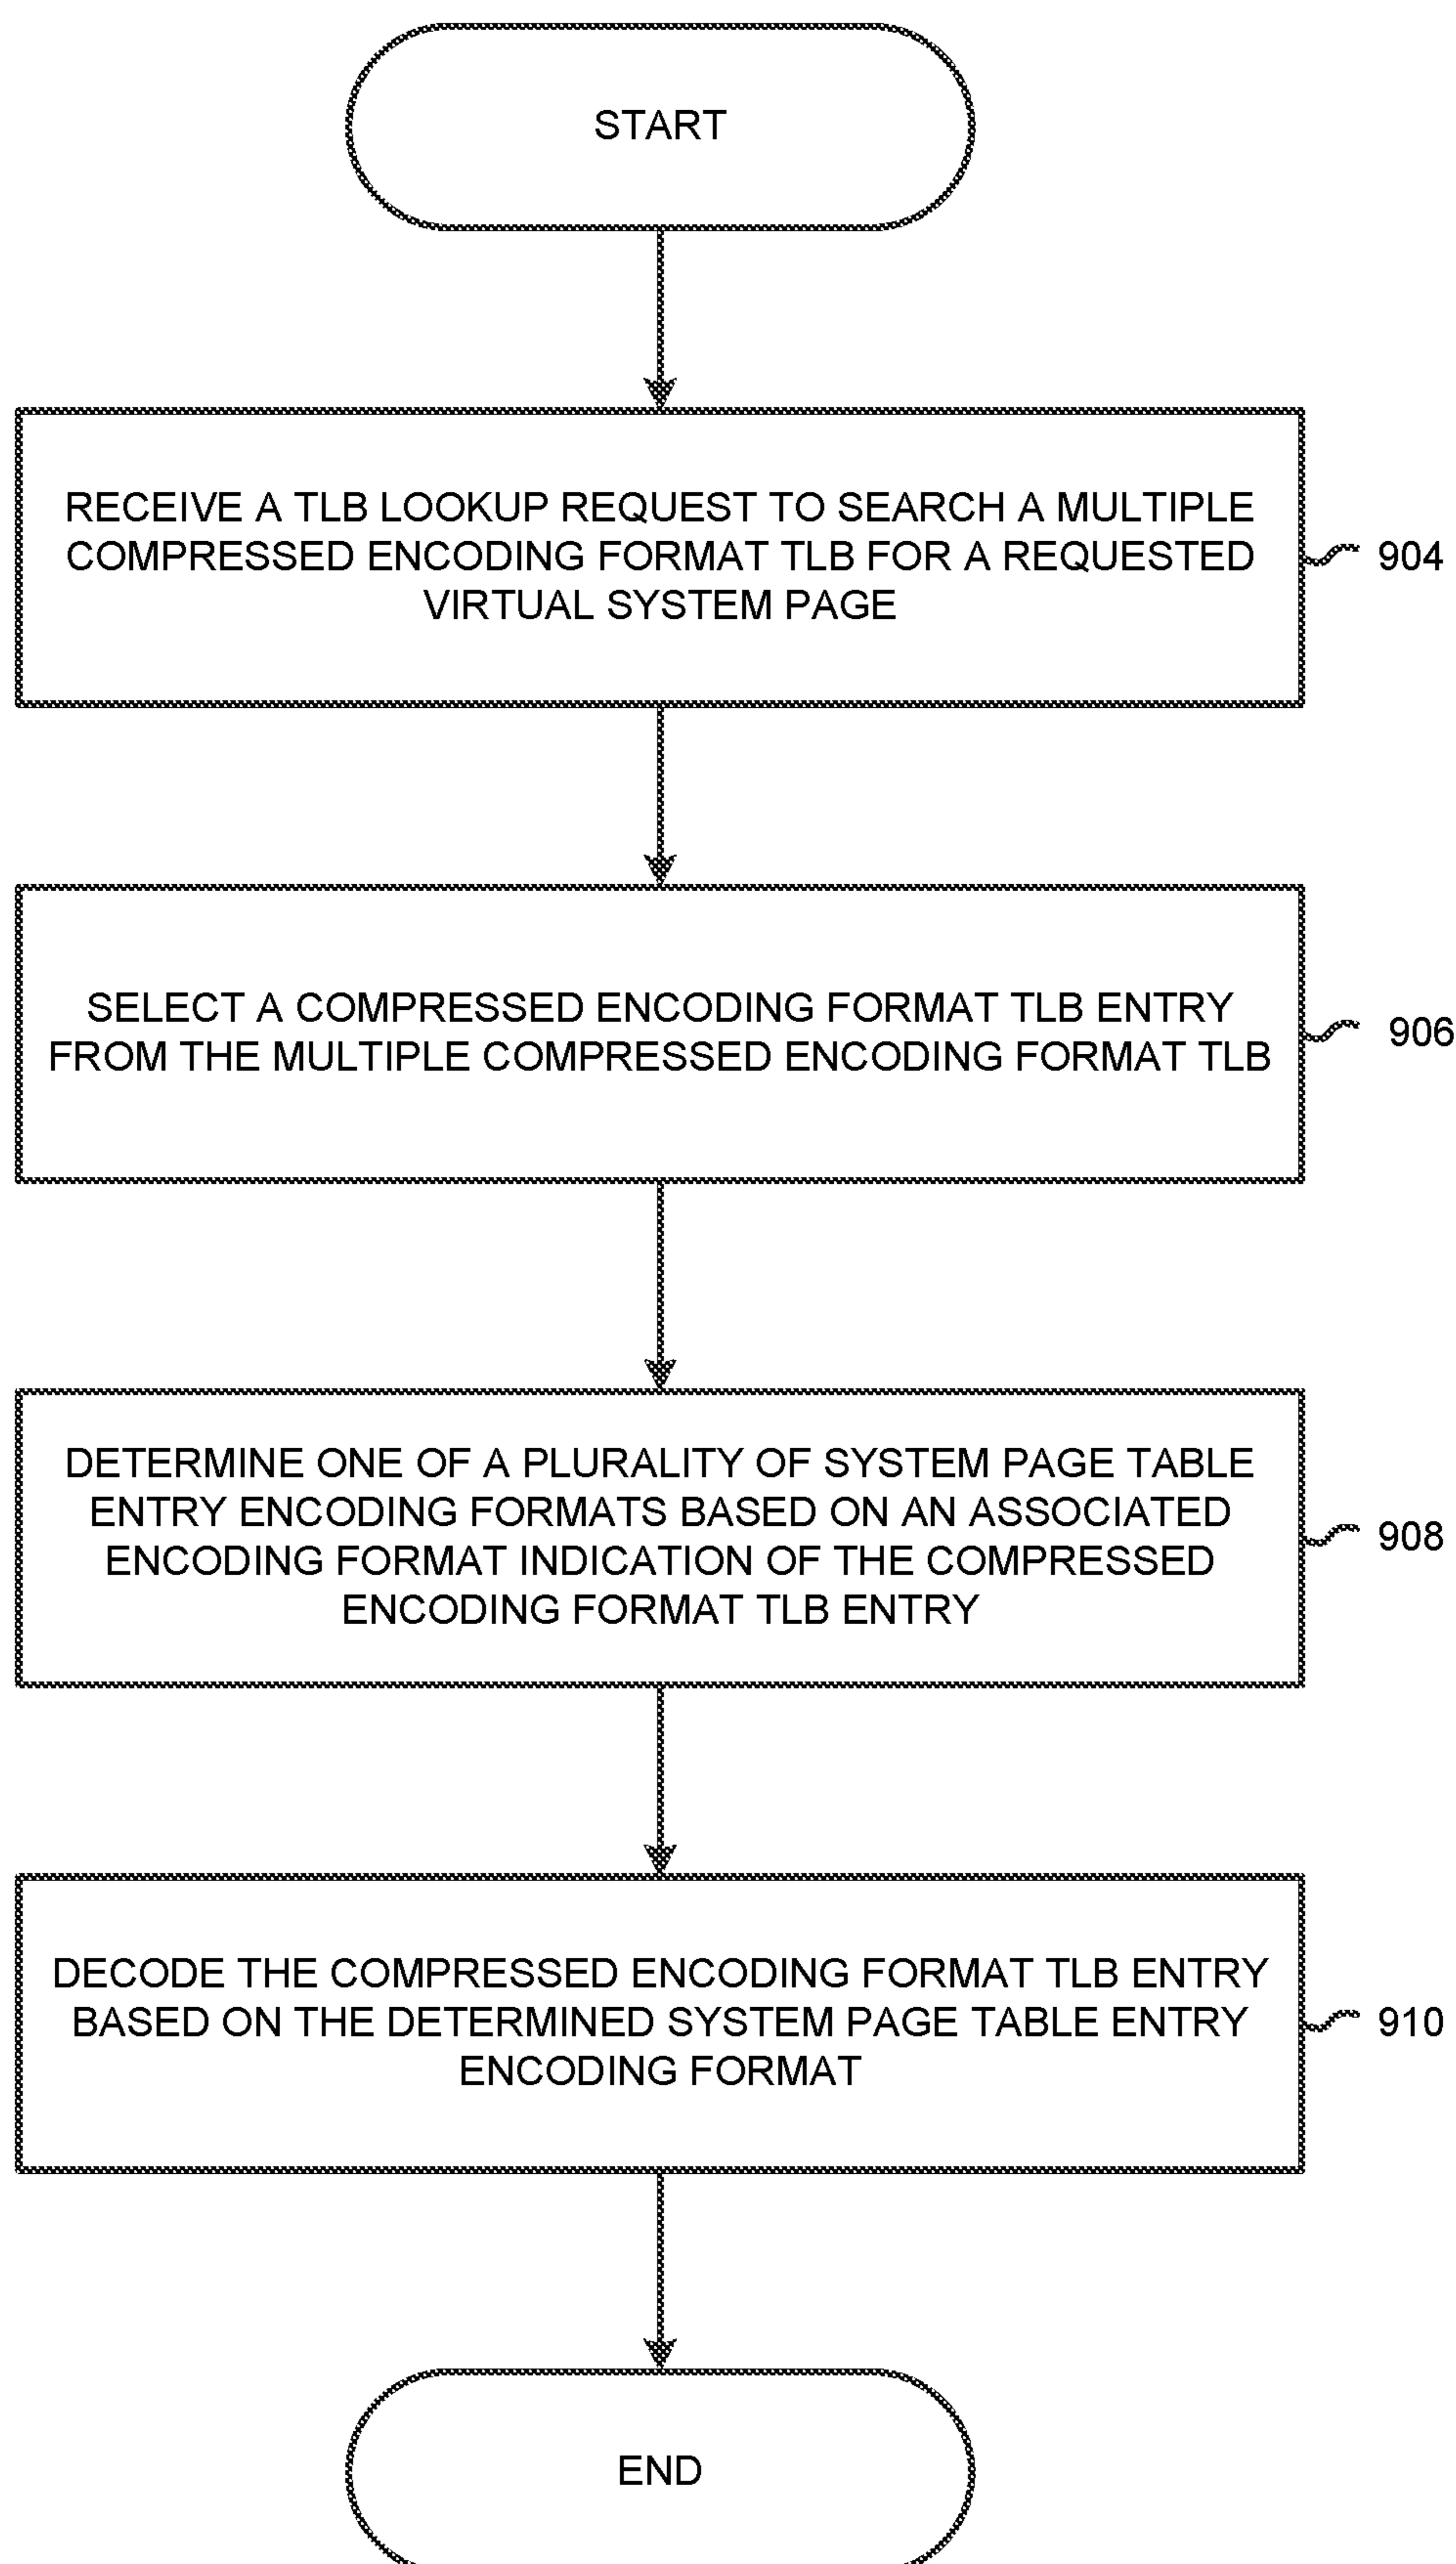 START
RECEIVE A TLB LOOKUP REQUEST TO SEARCH A MULTIPLE
COMPRESSED ENCODING FORMAT TLB FOR A REQUESTED
VIRTUAL SYSTEM PAGE
904
SELECT A COMPRESSED ENCODING FORMAT TLB ENTRY
FROM THE MULTIPLE COMPRESSED ENCODING FORMAT TLB
906
DETERMINE ONE OF A PLURALITY OF SYSTEM PAGE TABLE
ENTRY ENCODING FORMATS BASED ON AN ASSOCIATED
ENCODING FORMAT INDICATION OF THE COMPRESSED
ENCODING FORMAT TLB ENTRY
908
DECODE THE COMPRESSED ENCODING FORMAT TLB ENTRY
BASED ON THE DETERMINED SYSTEM PAGE TABLE ENTRY
ENCODING FORMAT
910
END